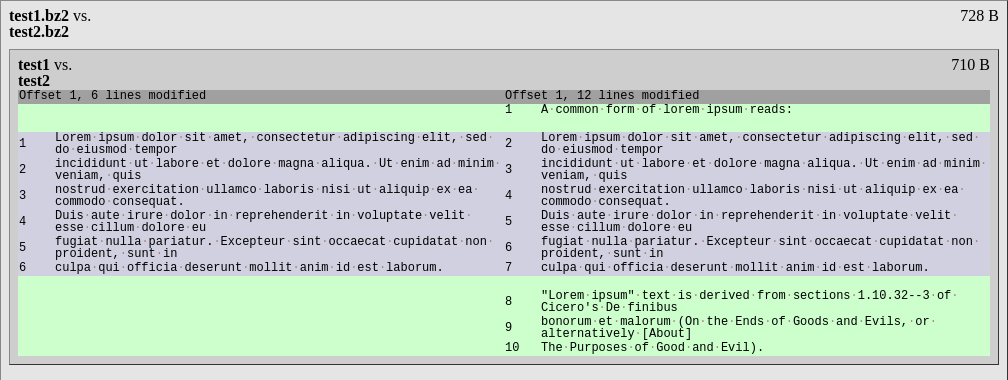 test1.bz2 vs. 728 B
test2.bz2
test1 vs. 710 B
test2
Offset 1, 6 lines modified Offset 1, 12 lines modified
1 A·common·form·of·lorem·ipsum·reads:
1 Lorem·ipsum·dolor·sit·amet,·consectetur·adipiscing·elit,·sed· 2 Lorem·ipsum·dolor·sit·amet,·consectetur·adipiscing·elit,·sed·
do·eiusmod·tempor do·eiusmod·tempor
2 incididunt·ut·labore·et·dolore·magna·aliqua.·Ut·enim·ad·minim· 3 incididunt·ut·labore·et·dolore·magna·aliqua.·Ut·enim·ad·minim·
veniam,·quis veniam,·quis
3 nostrud·exercitation·ullamco·laboris·nisi·ut·aliquip·ex·ea· 4 nostrud·exercitation·ullamco·laboris·nisi·ut·aliquip·ex·ea·
commodo·consequat. commodo·consequat.
4 Duis·aute·irure·dolor·in·reprehenderit·in·voluptate·velit· 5 Duis·aute·irure·dolor·in·reprehenderit·in·voluptate·velit·
esse·cillum·dolore·eu esse·cillum·dolore·eu
5 fugiat·nulla·pariatur.·Excepteur·sint·occaecat·cupidatat·non· 6 fugiat·nulla·pariatur.·Excepteur·sint·occaecat·cupidatat·non·
proident,·sunt·in proident,·sunt·in
6 culpa·qui·officia·deserunt·mollit·anim·id·est·laborum. 7 culpa·qui·officia·deserunt·mollit·anim·id·est·laborum.
8 "Lorem·ipsum"·text·is·derived·from·sections·1.10.32--3·of·
Cicero's·De·finibus
9 bonorum·et·malorum·(On·the·Ends·of·Goods·and·Evils,·or·
alternatively·[About]
10 The·Purposes·of·Good·and·Evil).